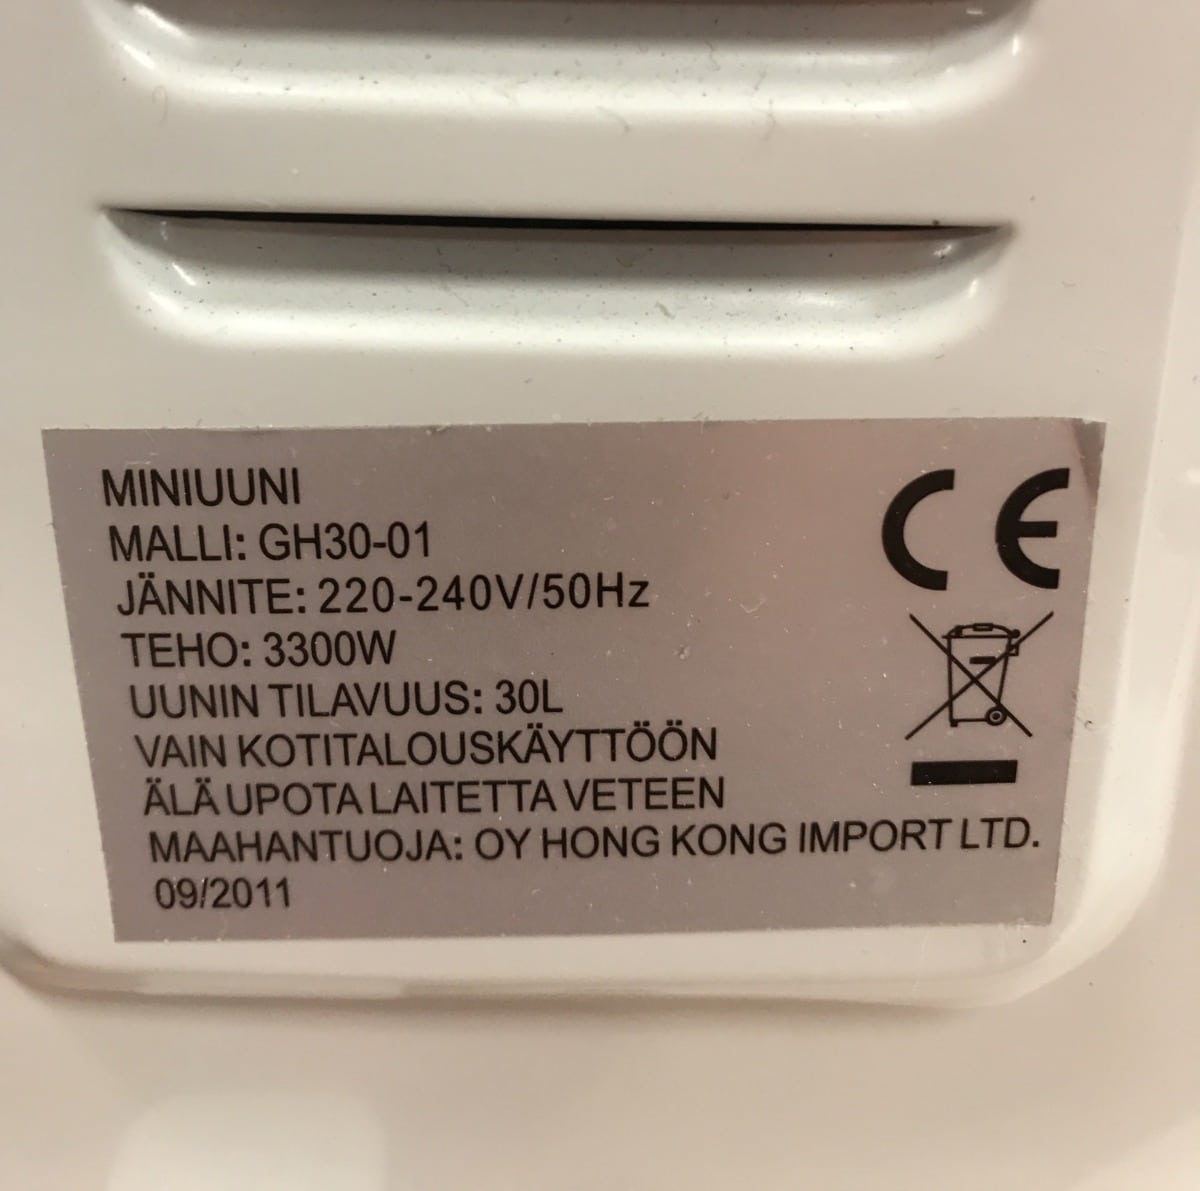 MINIUUNI
MALLI: GH30-01
JÄNNITE: 220-240V/50Hz
TEHO: 3300W
UUNIN TILAVUUS: 30L
VAIN KOTITALOUSKÄYTTÖÖN
ÄLÄ UPOTA LAITETTA VETEEN
MAAHANTUOJA: OY HONG KONG IMPORT LTD.
09/2011
CE